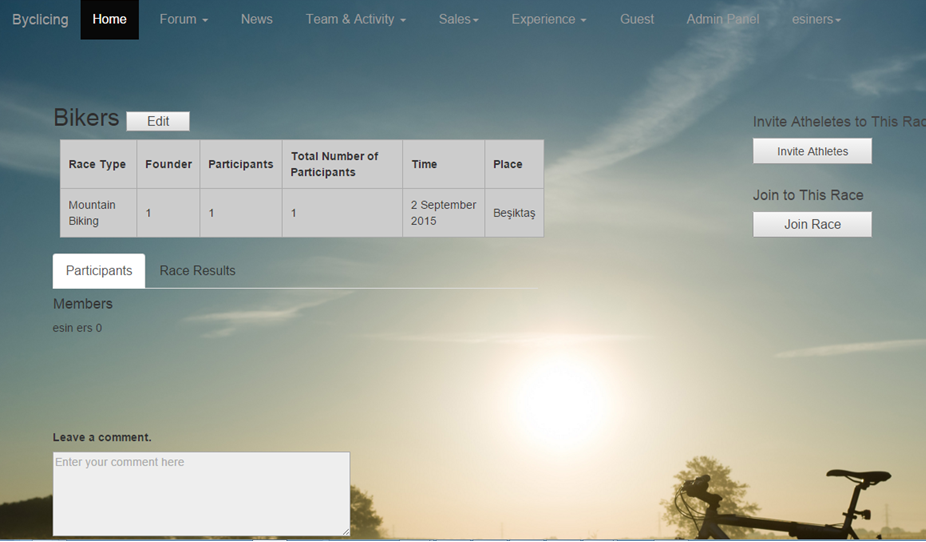 Byclicing Home Forum News Team & Activity Sales Experience Guest Admin Panel esiners
Bikers Edit
Race Type Founder Participants Total Number of Participants Time Place
Mountain Biking 1 1 1 2 September 2015 Beşiktaş
Invite Atheletes to This Rac
Invite Athletes
Join to This Race
Join Race
Participants Race Results
Members
esin ers 0
Leave a comment.
Enter your comment here